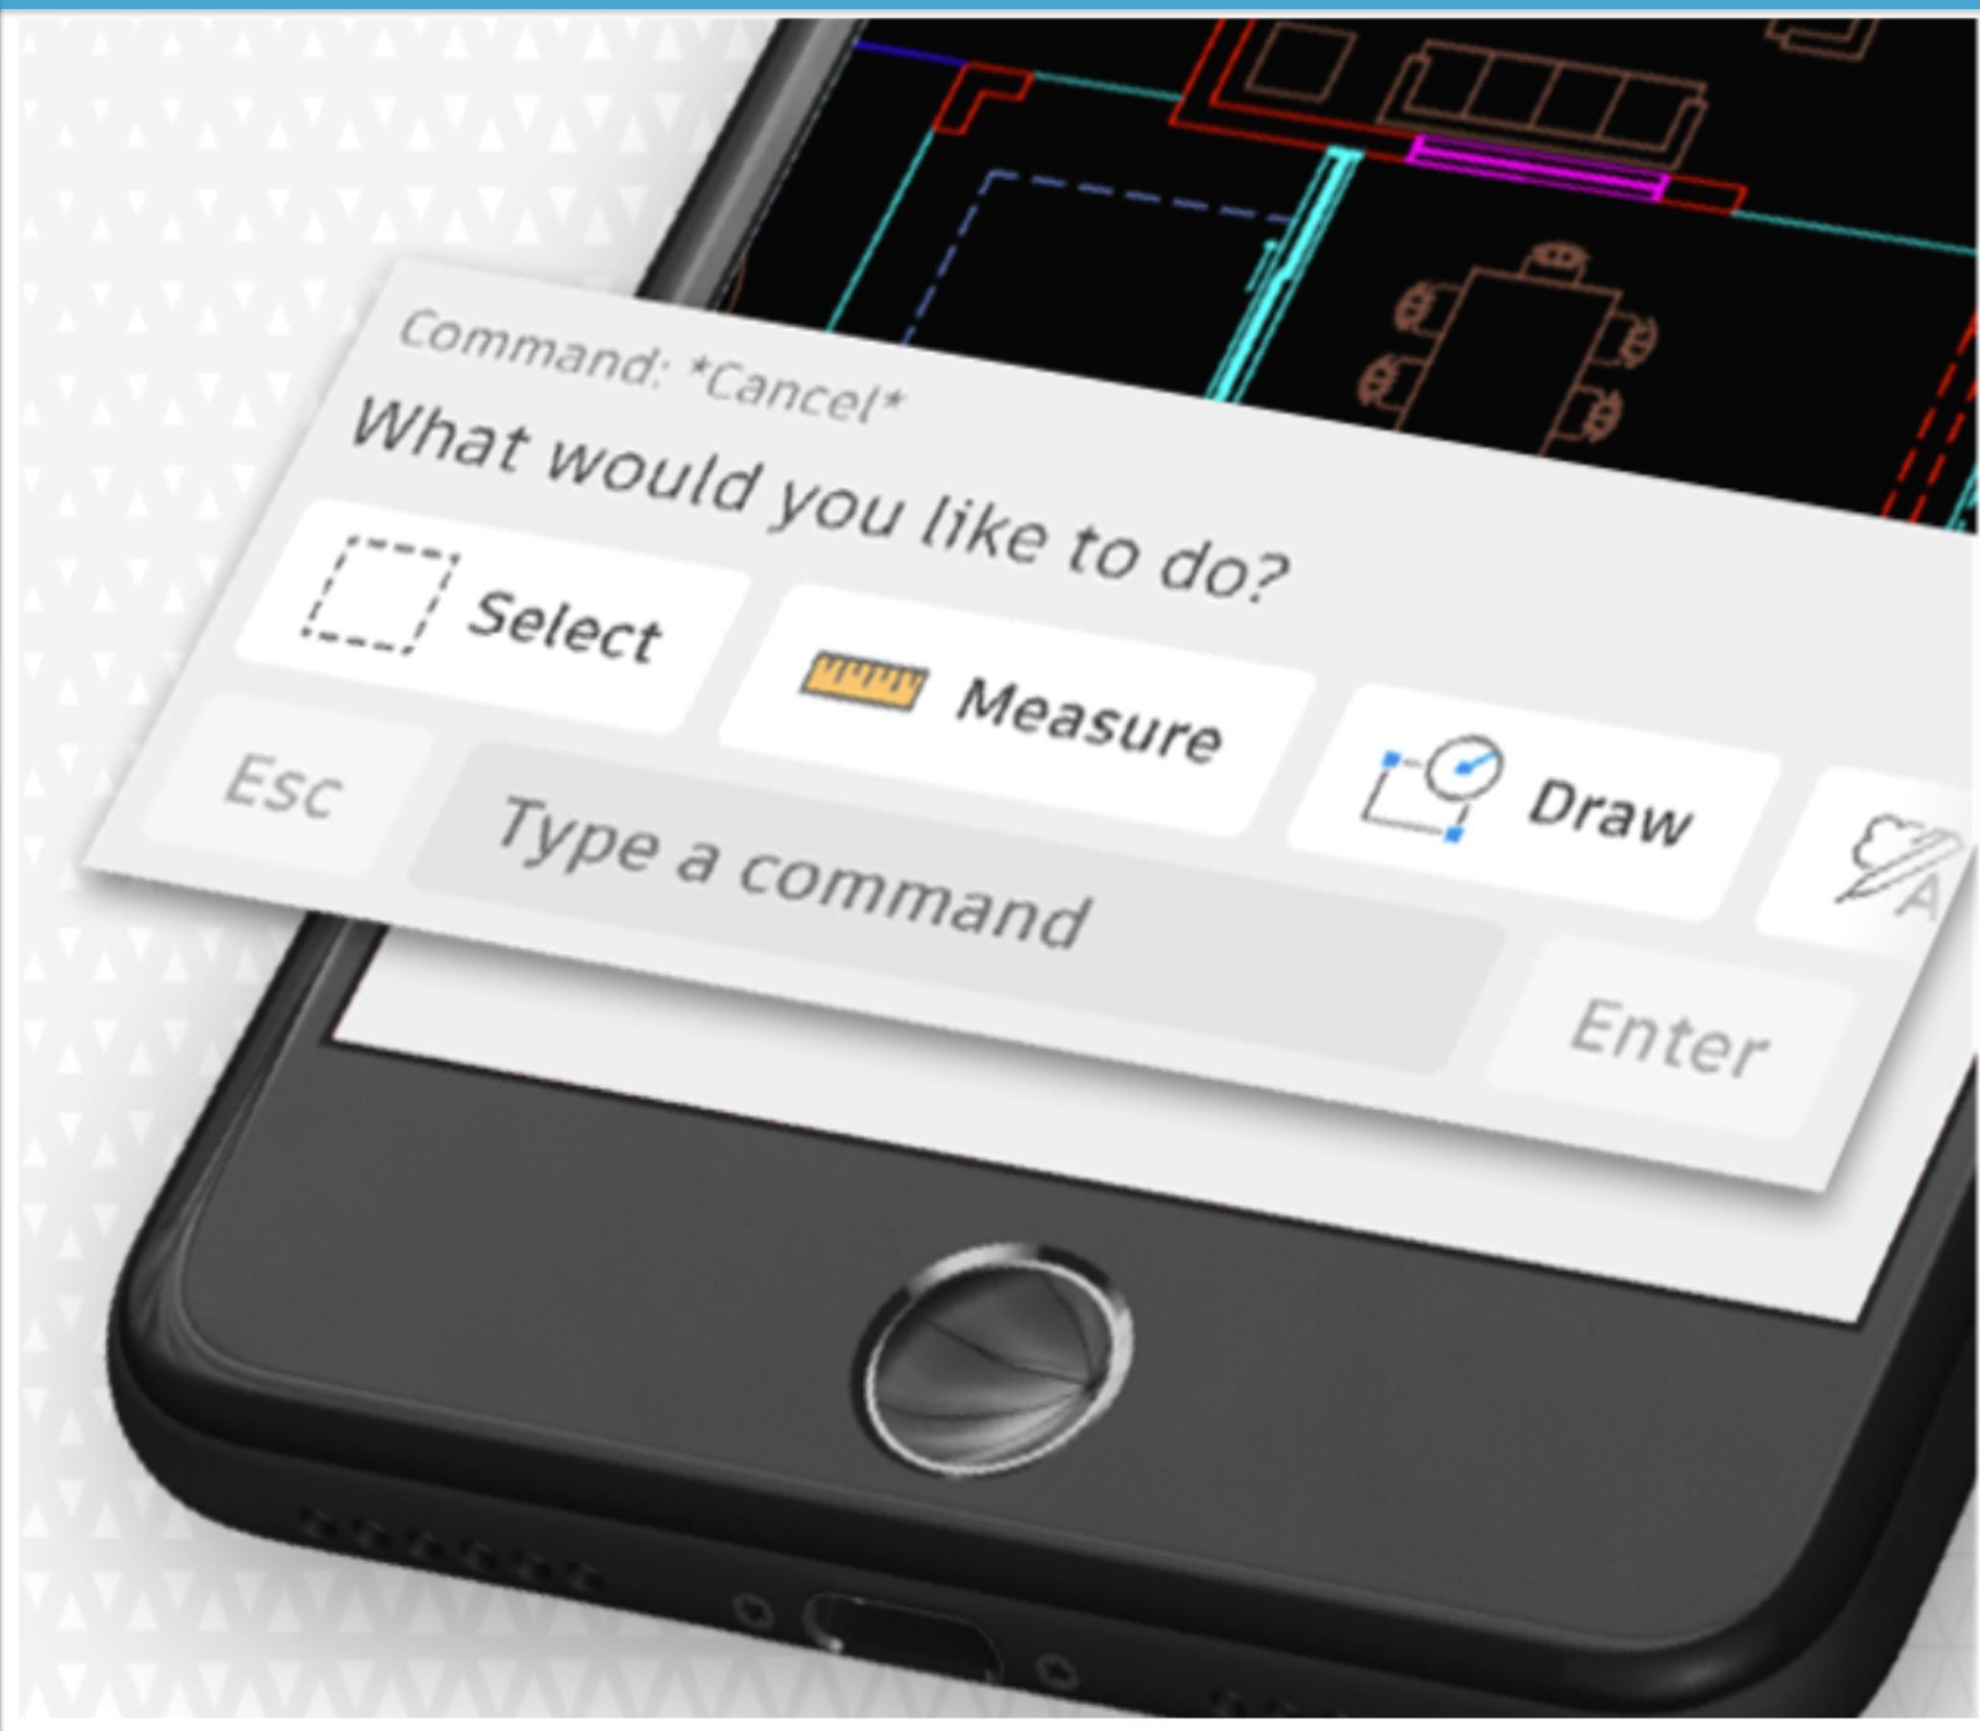 Command: *Cancel*
What would you like to do?
Select
Measure
Draw
A
Esc
Type a command
Enter